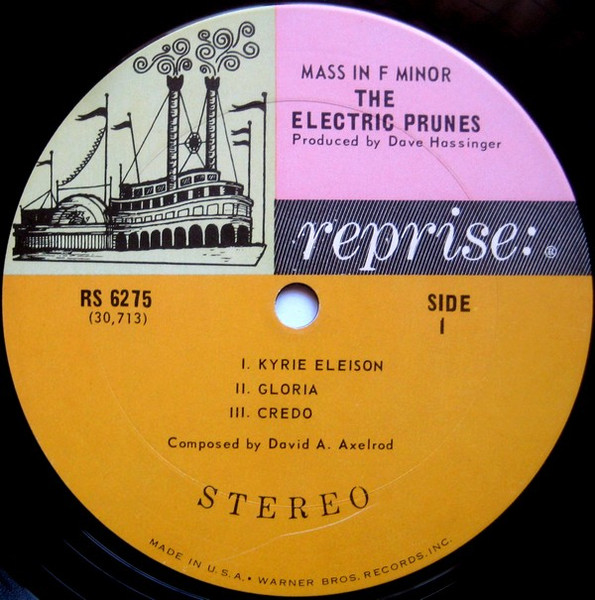 MASS IN F MINOR
THE
ELECTRIC PRUNES
Produced by Dave Hassinger
reprise: ®
RS 6275
(30,713)
SIDE
1
I. KYRIE ELEISON
II. GLORIA
III. CREDO
Composed by David A. Axelrod
STEREO
MADE IN U.S.A. • WARNER BROS. RECORDS, INC.